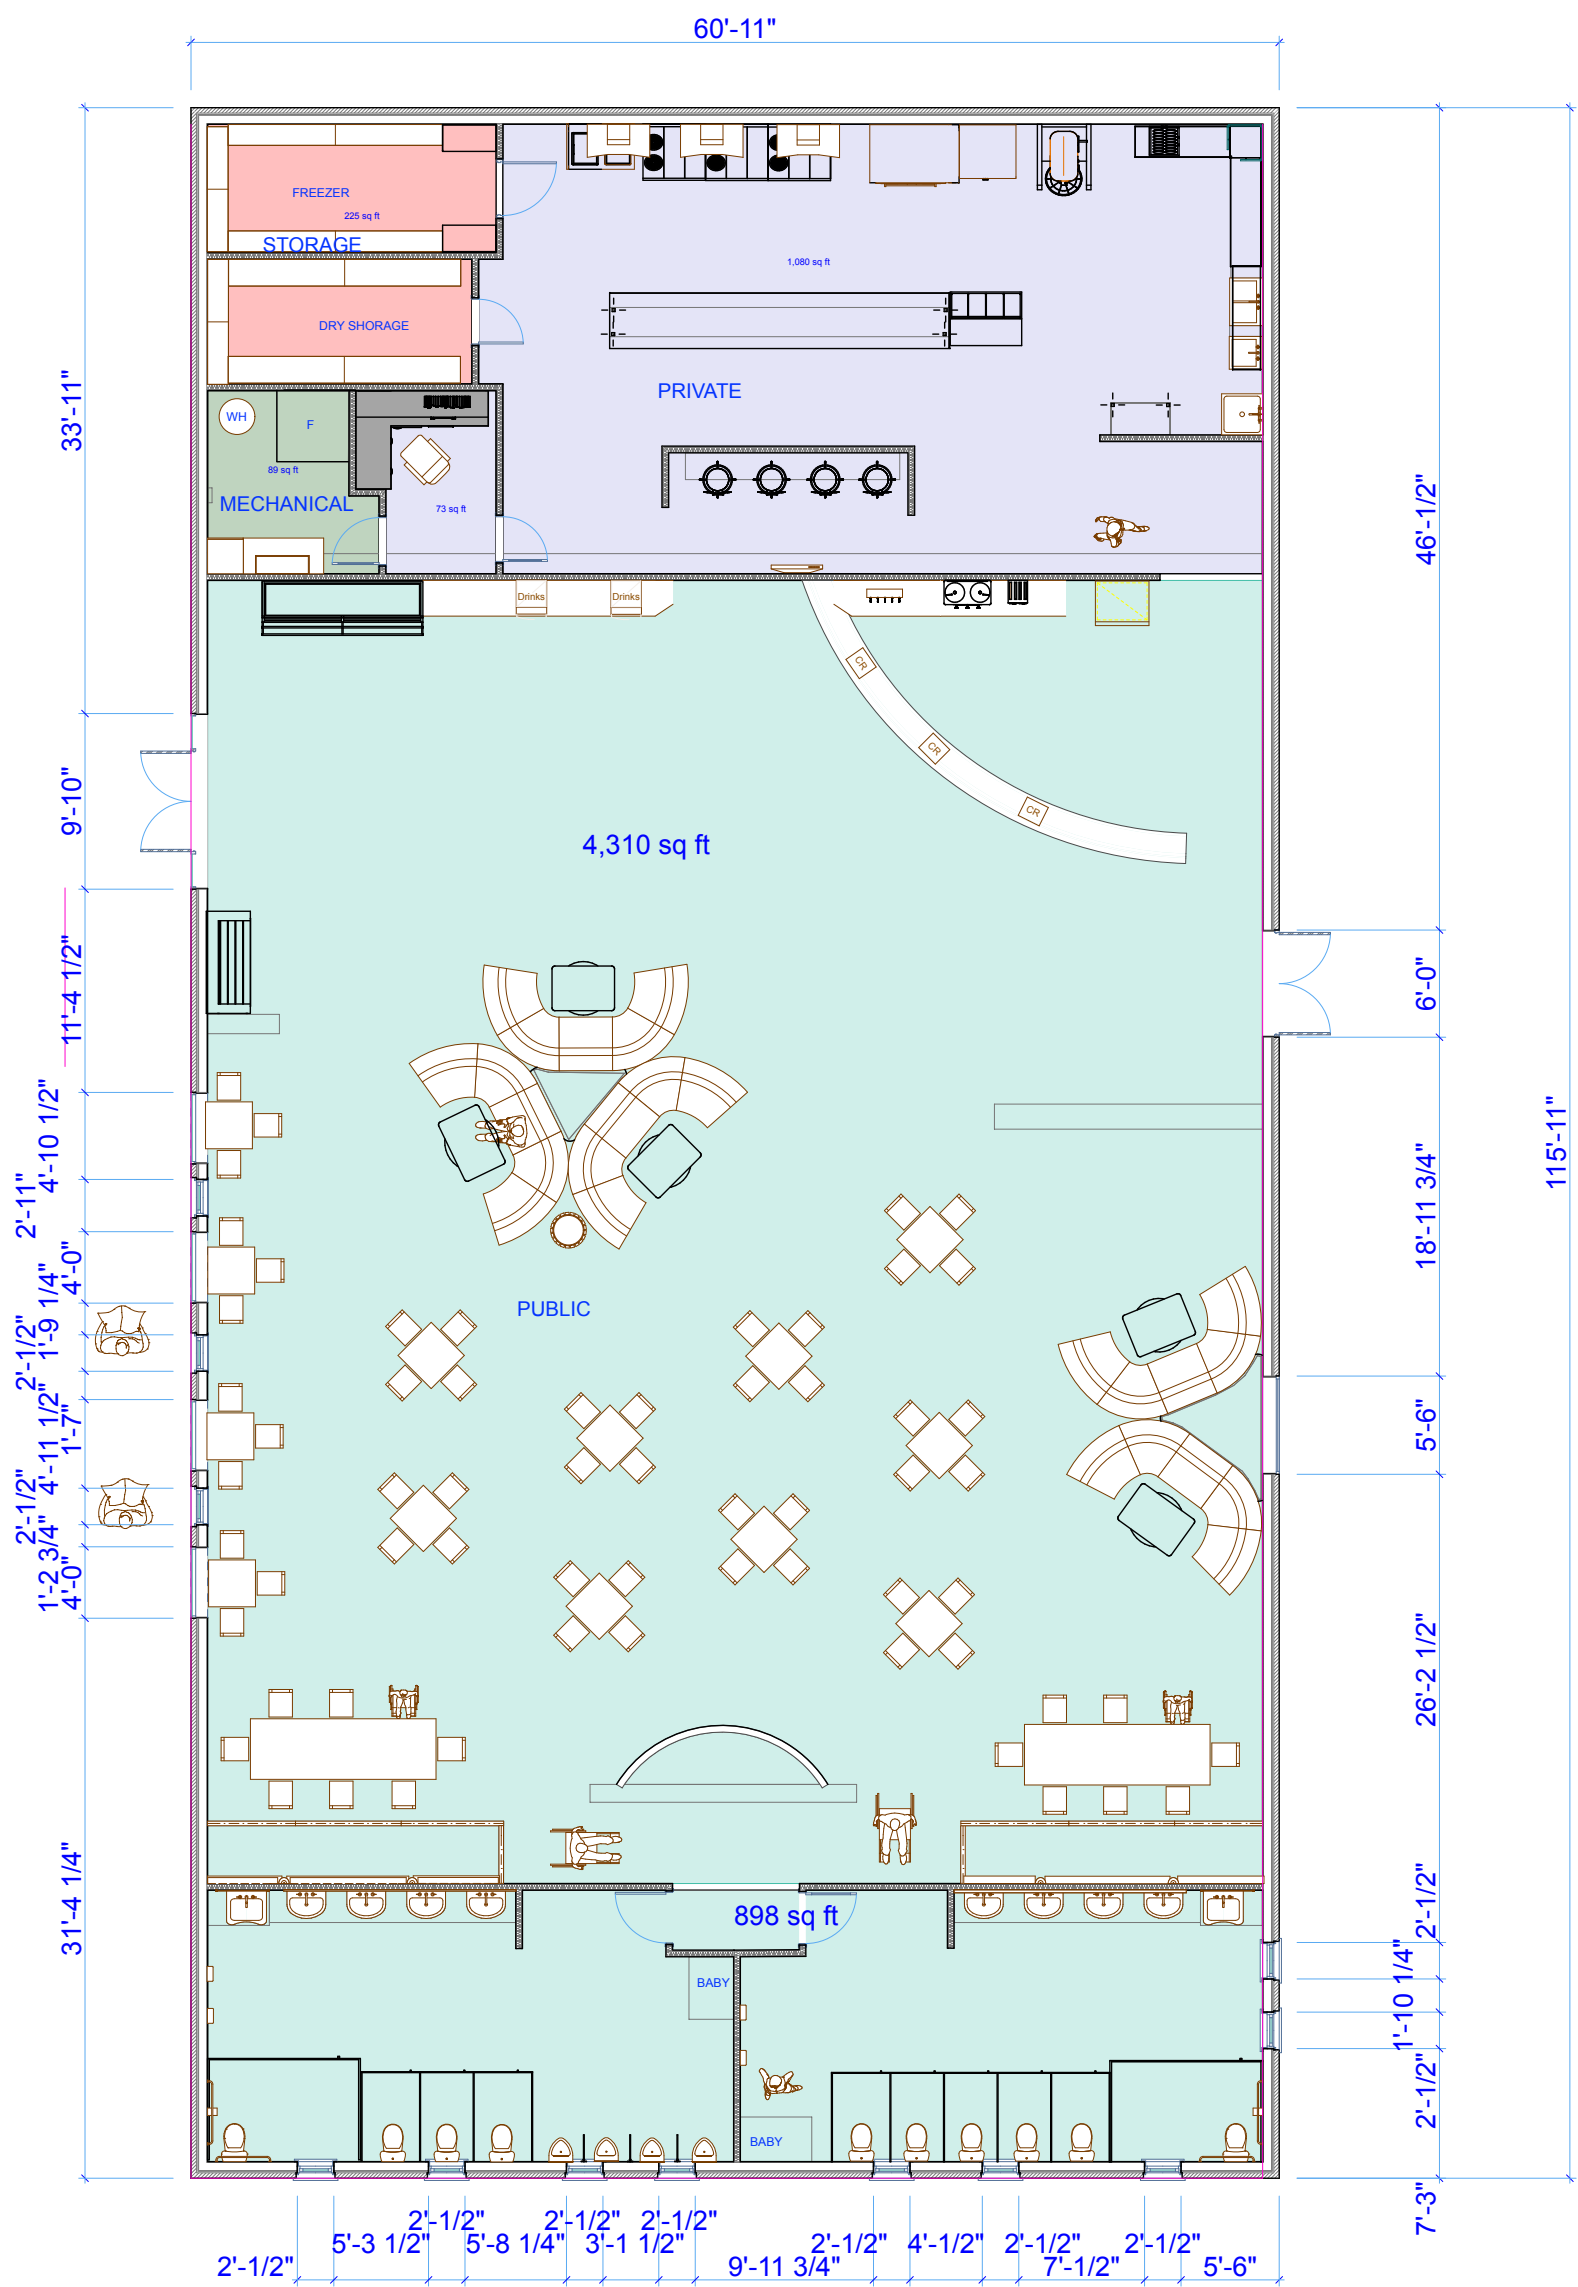 60'-11"
FREEZER
225 sq ft
STORAGE
1,080 sq ft
DRY SHORAGE
PRIVATE
WH
F
89 sq ft
MECHANICAL
73 sq ft
33'-11"
46'-1/2"
Drinks
Drinks
CR
CR
CR
9'-10"
4,310 sq ft
11'-4 1/2"
6'-0"
4'-10 1/2"
115'-11"
2'-11"
18'-11 3/4"
4'-0"
PUBLIC
1'-9 1/4"
2'-1/2"
1'-7"
5'-6"
4'-11 1/2"
2'-1/2"
1'-2 3/4"
4'-0"
26'-2 1/2"
31'-4 1/4"
2'-1/2"
898 sq ft
BABY
1'-10 1/4"
2'-1/2"
BABY
7'-3"
2'-1/2"
2'-1/2"
2'-1/2"
5'-3 1/2"
5'-8 1/4"
3'-1 1/2"
2'-1/2"
4'-1/2"
2'-1/2"
2'-1/2"
2'-1/2"
9'-11 3/4"
7'-1/2"
5'-6"